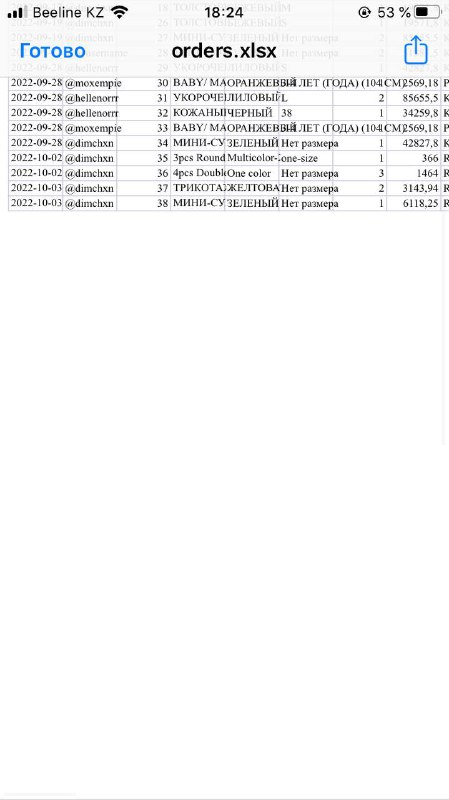 Beeline KZ 18:24 53 %
Готово orders.xlsx
2022-09-28 @moxempie 30 BABY/ MA ОРАНЖЕВЫЙ ЛЕТ (ГОДА) (104 СМ) 2569,18
2022-09-28 @hellenorrr 31 УКОРОЧЕ ЛИЛОВЫЙ L 2 85655,5
2022-09-28 @hellenorrr 32 КОЖАНЫ ЧЕРНЫЙ 38 1 34259,8
2022-09-28 @moxempie 33 BABY/ MA ОРАНЖЕВЫЙ ЛЕТ (ГОДА) (104 СМ) 2569,18
2022-09-28 @dimchxn 34 МИНИ-СУ ЗЕЛЕНЫЙ Нет размера 1 42827,8
2022-10-02 @dimchxn 35 3pcs Round Multicolor- one-size 1 366
2022-10-02 @dimchxn 36 4pcs Double One color Нет размера 3 1464
2022-10-03 @dimchxn 37 ТРИКОТАЖ ЖЕЛТОВА Нет размера 2 3143,94
2022-10-03 @dimchxn 38 МИНИ-СУ ЗЕЛЕНЫЙ Нет размера 1 6118,25